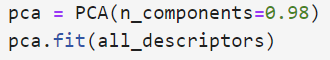 pca = PCA(n_components=0.98)
pca.fit(all_descriptors)